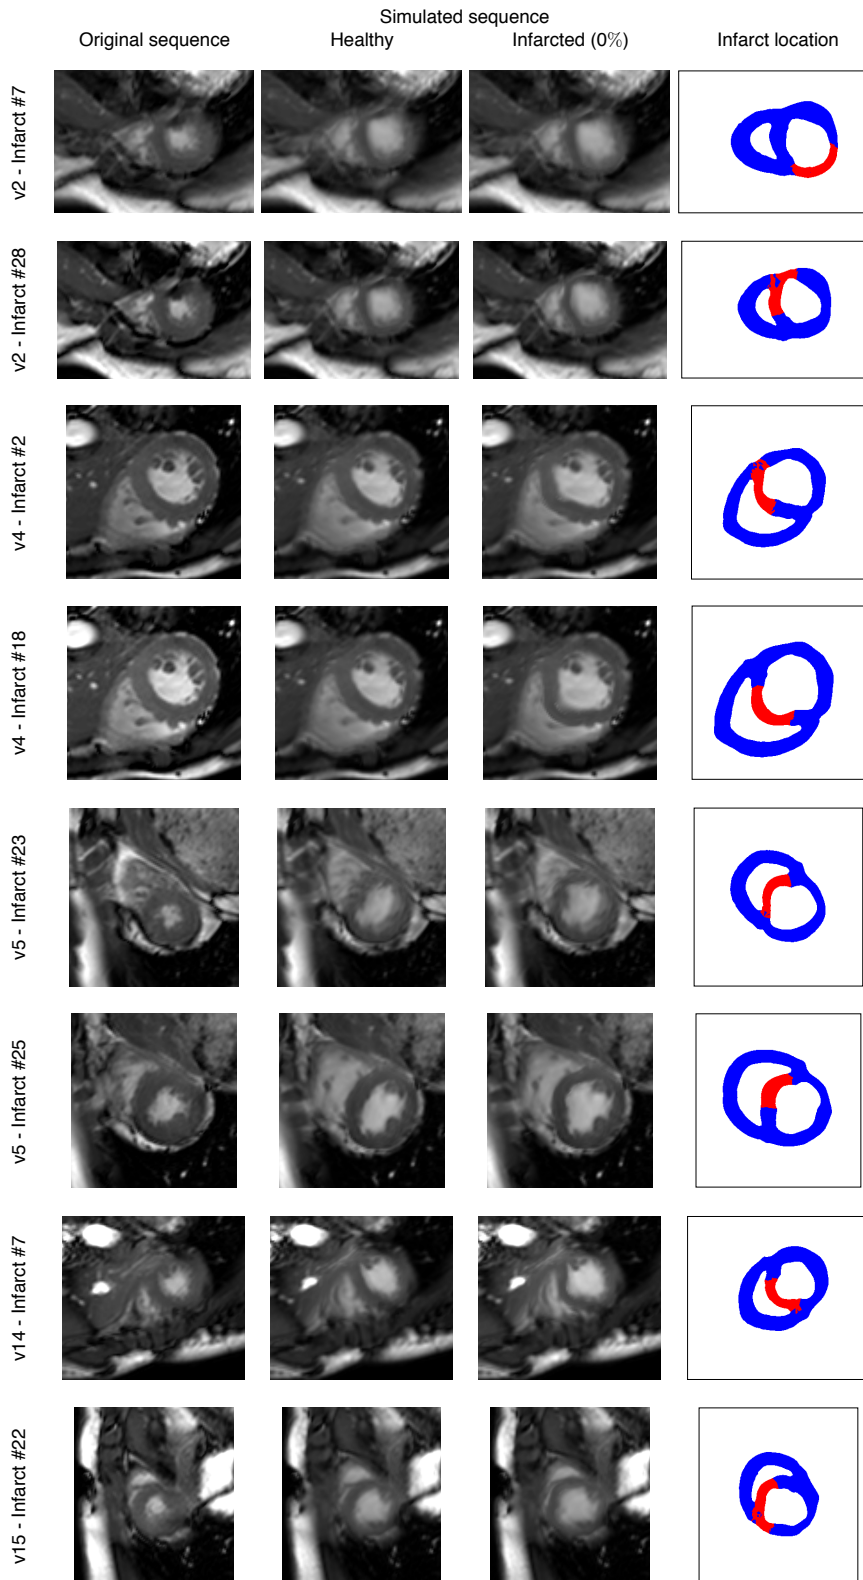 Simulated sequence
Original sequence
Healthy
Infarcted (0%)
Infarct location
v2 - Infarct #7
v2 - Infarct #28
v4 - Infarct #2
v4 - Infarct #18
v5 - Infarct #23
v5 - Infarct #25
v14 - Infarct #7
v15 - Infarct #22